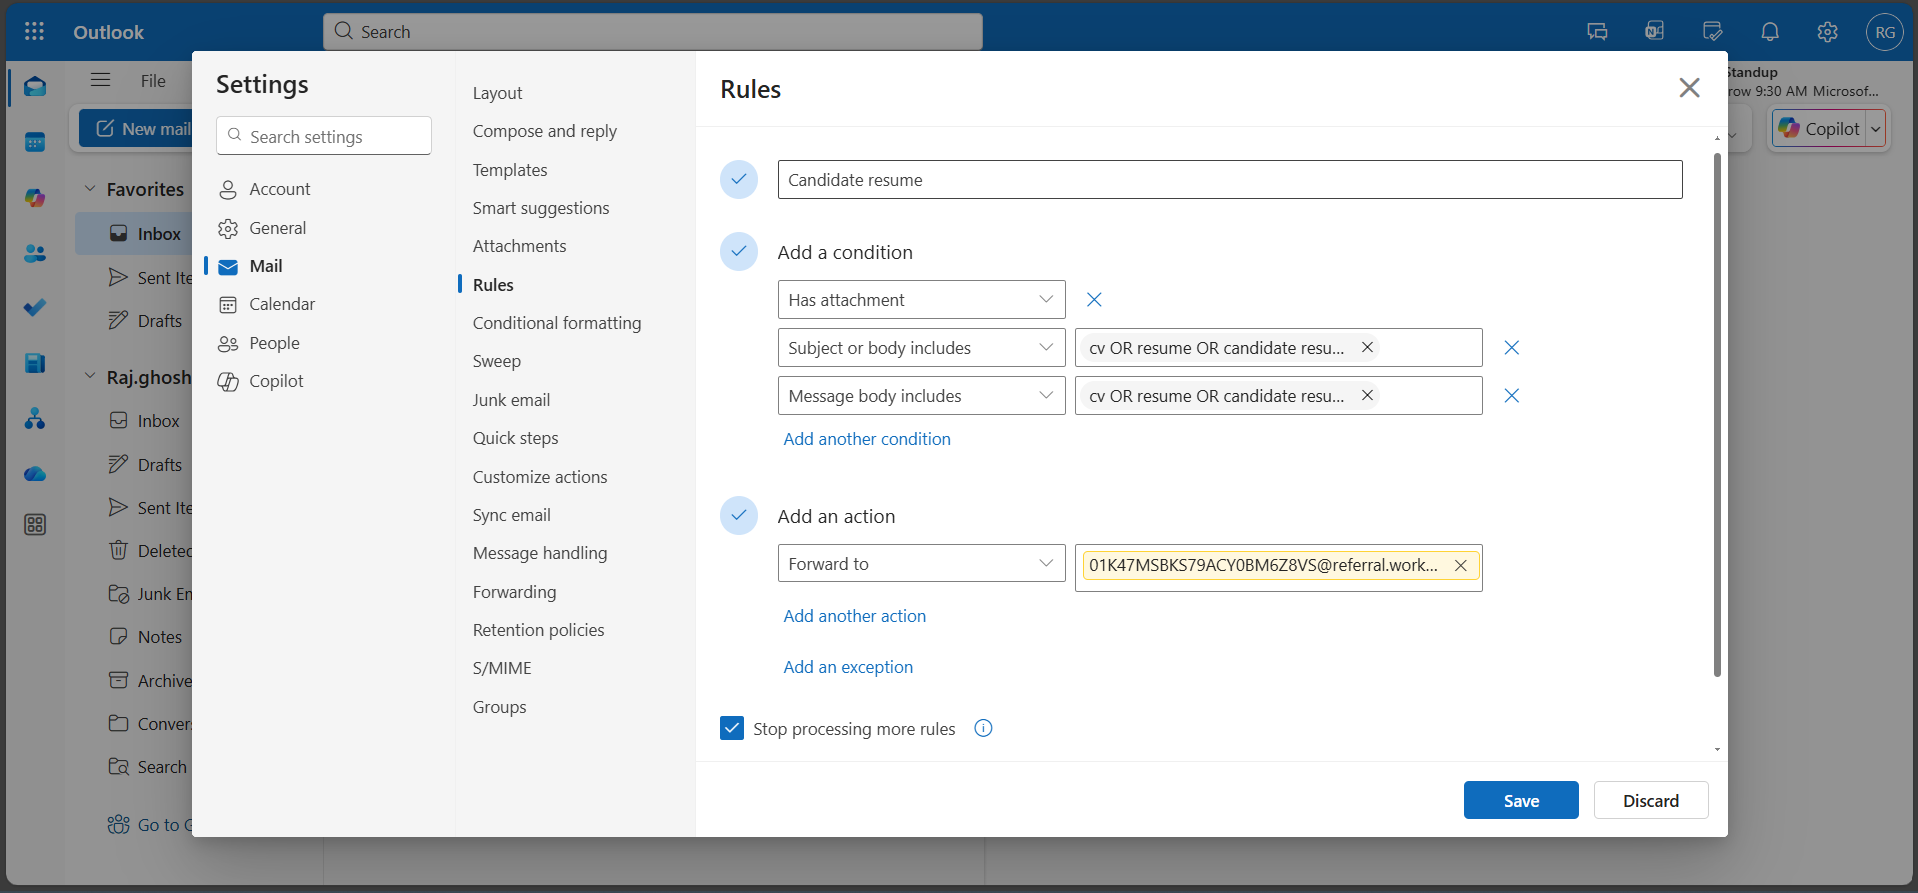 Outlook
Search
RG
File
New mail
Standup
row 9:30 AM Microsof...
Copilot
Favorites
Inbox
Sent Ite
Drafts
Raj.ghosh
Inbox
Drafts
Sent Ite
Deleted
Junk Em
Notes
Archive
Conver
Search
Go to G
Settings
Search settings
Account
General
Mail
Calendar
People
Copilot
Layout
Compose and reply
Templates
Smart suggestions
Attachments
Rules
Conditional formatting
Sweep
Junk email
Quick steps
Customize actions
Sync email
Message handling
Forwarding
Retention policies
S/MIME
Groups
Rules
Candidate resume
Add a condition
Has attachment
Subject or body includes cv OR resume OR candidate resu...
Message body includes cv OR resume OR candidate resu...
Add another condition
Add an action
Forward to 01K47MSBKS79ACY0BM6Z8VS@referral.work...
Add another action
Add an exception
Stop processing more rules
Save Discard